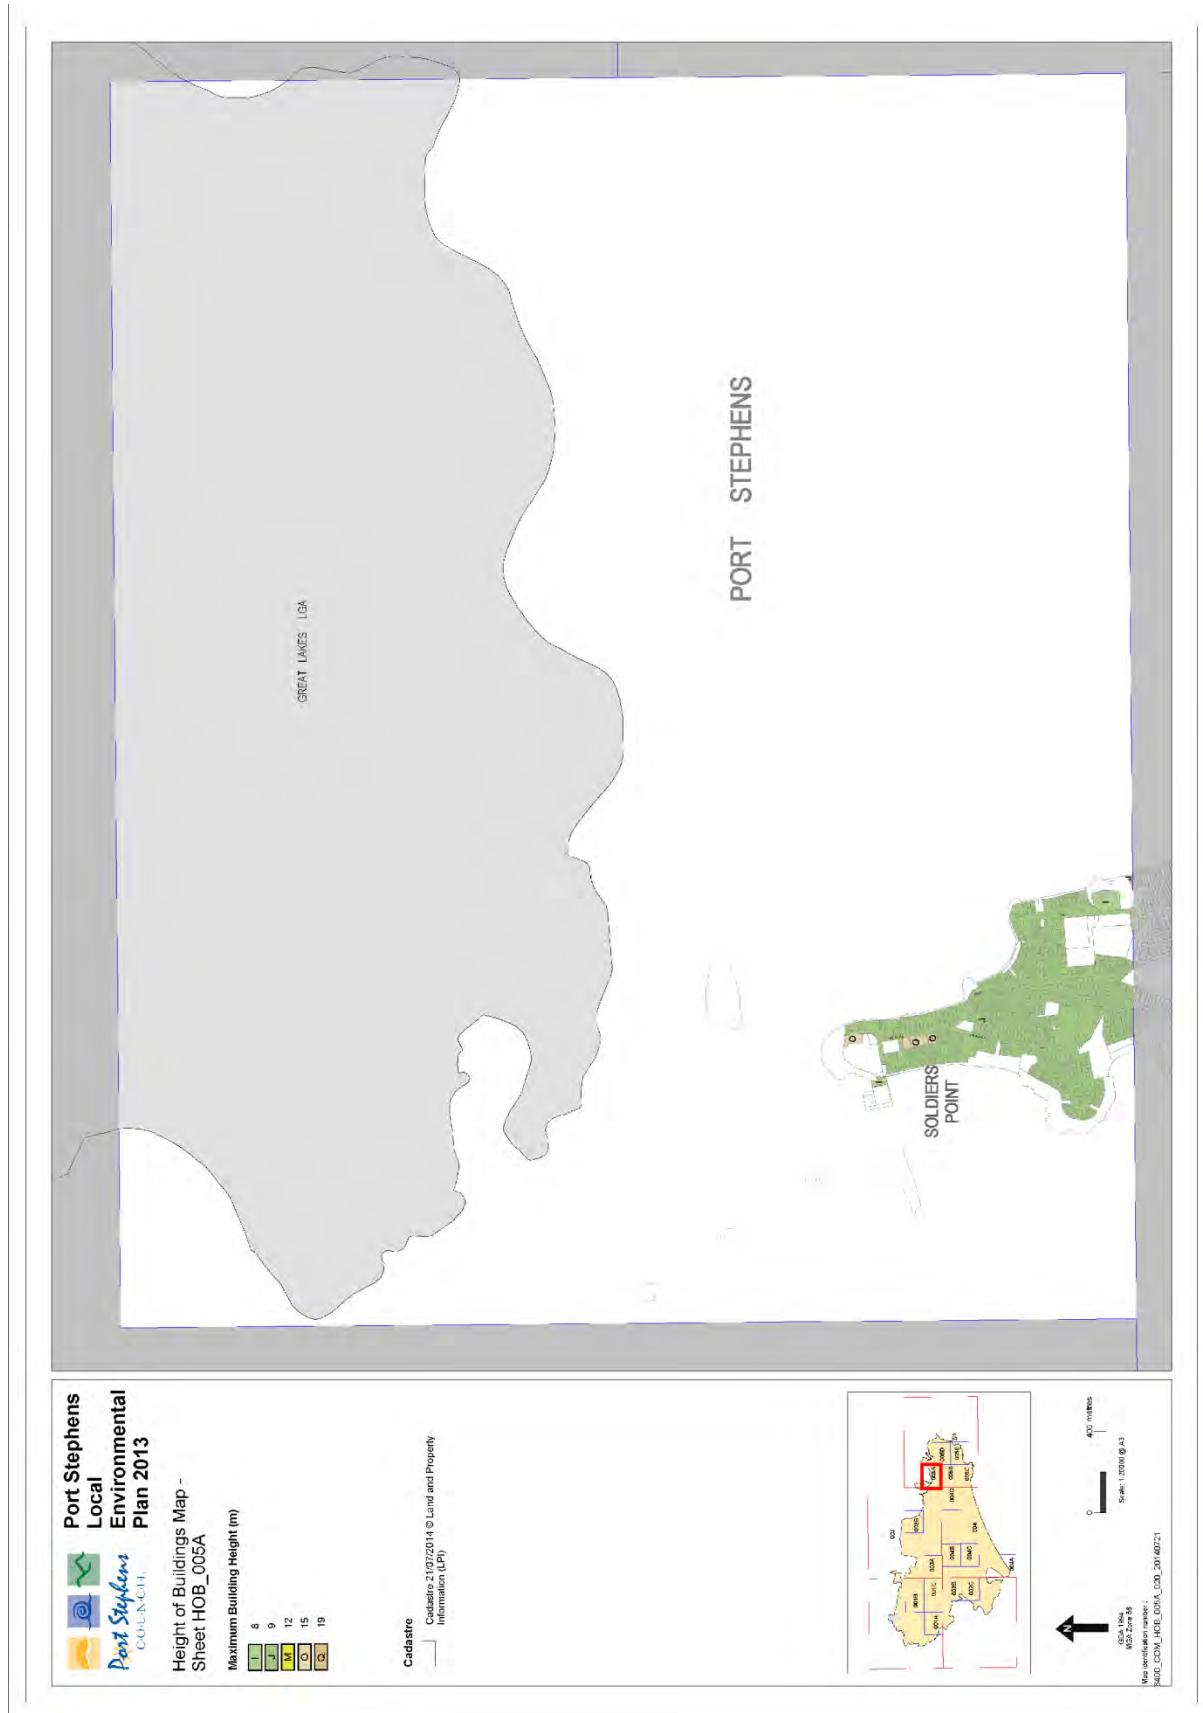 Port Stephens
Local
Environmental
Plan 2013
Port Stephens
C·O·U·N·C·I·L
Height of Buildings Map -
Sheet HOB_005A
Maximum Building Height (m)
I 8
J 9
M 12
O 15
Q 19
Cadastre
Cadastre 21/07/2014 © Land and Property
Information (LPI)
GREAT LAKES LGA
PORT STEPHENS
SOLDIERS
POINT
O
O
O
J
I
N
0
400 metres
Scale: 1:20000 @ A3
GDA 1994
MGA Zone 56
Map identification number :
6400_COM_HOB_005A_020_20140721